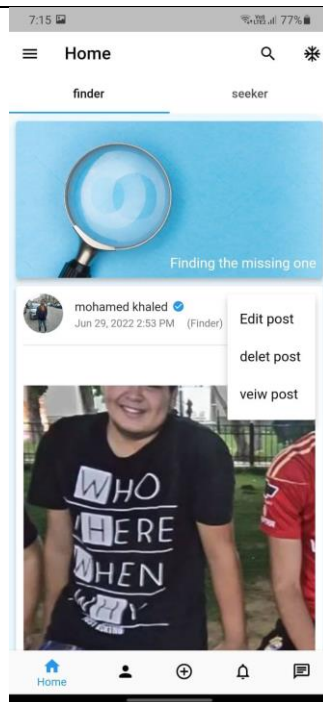 7:15 77%
Home
finder seeker
Finding the missing one
mohamed khaled
Jun 29, 2022 2:53 PM (Finder)
Edit post
delet post
veiw post
WHO
HERE
WHEN
Home